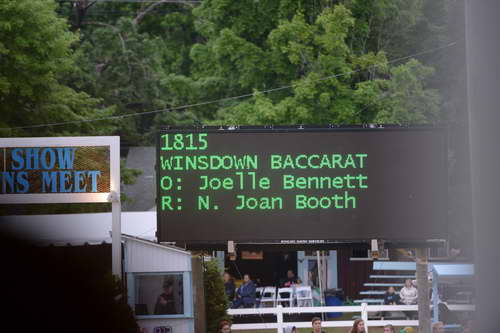 SHOW
NS MEET
1815
WINSDOWN BACCARAT
O: Joelle Bennett
R: N. Joan Booth